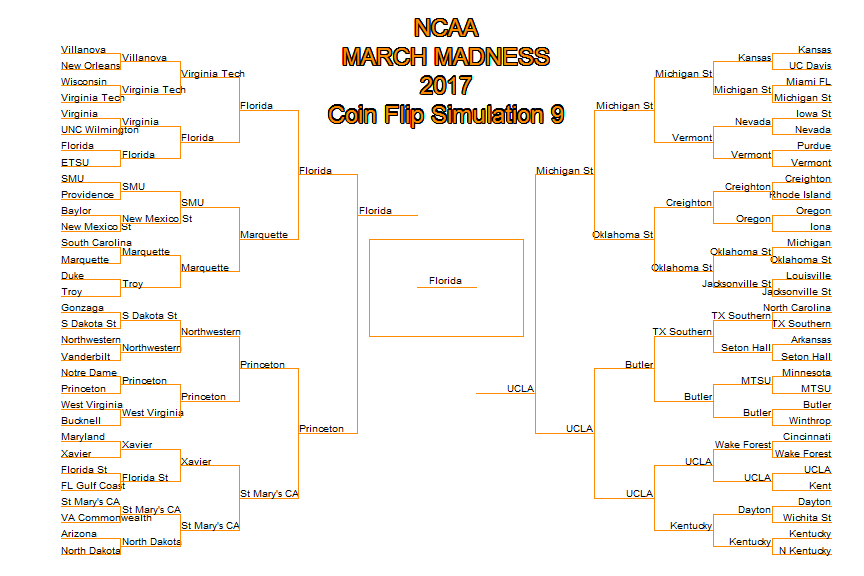 NCAA
MARCH MADNESS
2017
Coin Flip Simulation 9
Villanova
New Orleans
Wisconsin
Virginia Tech
Virginia
UNC Wilmington
Florida
ETSU
SMU
Providence
Baylor
New Mexico St
South Carolina
Marquette
Duke
Troy
Gonzaga
S Dakota St
Northwestern
Vanderbilt
Notre Dame
Princeton
West Virginia
Bucknell
Maryland
Xavier
Florida St
FL Gulf Coast
St Mary's CA
VA Commonwealth
Arizona
North Dakota
Villanova
Virginia Tech
Virginia
Florida
SMU
New Mexico St
Marquette
Troy
S Dakota St
Northwestern
Princeton
West Virginia
Xavier
Florida St
St Mary's CA
North Dakota
Virginia Tech
Florida
SMU
Marquette
Northwestern
Princeton
Xavier
St Mary's CA
Florida
Marquette
Princeton
St Mary's CA
Florida
Princeton
Florida
Florida
UCLA
Michigan St
UCLA
Michigan St
Oklahoma St
Butler
UCLA
Michigan St
Vermont
Creighton
Oklahoma St
TX Southern
Butler
UCLA
Kentucky
Kansas
Michigan St
Nevada
Vermont
Creighton
Oregon
Oklahoma St
Jacksonville St
TX Southern
Seton Hall
MTSU
Butler
Wake Forest
UCLA
Dayton
Kentucky
Kansas
UC Davis
Miami FL
Michigan St
Iowa St
Nevada
Purdue
Vermont
Creighton
Rhode Island
Oregon
Iona
Michigan
Oklahoma St
Louisville
Jacksonville St
North Carolina
TX Southern
Arkansas
Seton Hall
Minnesota
MTSU
Butler
Winthrop
Cincinnati
Wake Forest
UCLA
Kent
Dayton
Wichita St
Kentucky
N Kentucky